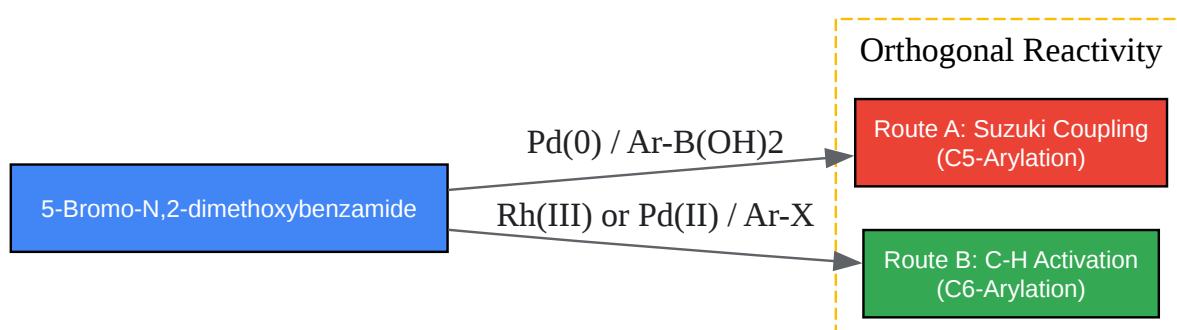 Orthogonal Reactivity
Pd(0) / Ar-B(OH)2
Route A: Suzuki Coupling
(C5-Arylation)
5-Bromo-N,2-dimethoxybenzamide
Rh(III) or Pd(II) / Ar-X
Route B: C-H Activation
(C6-Arylation)